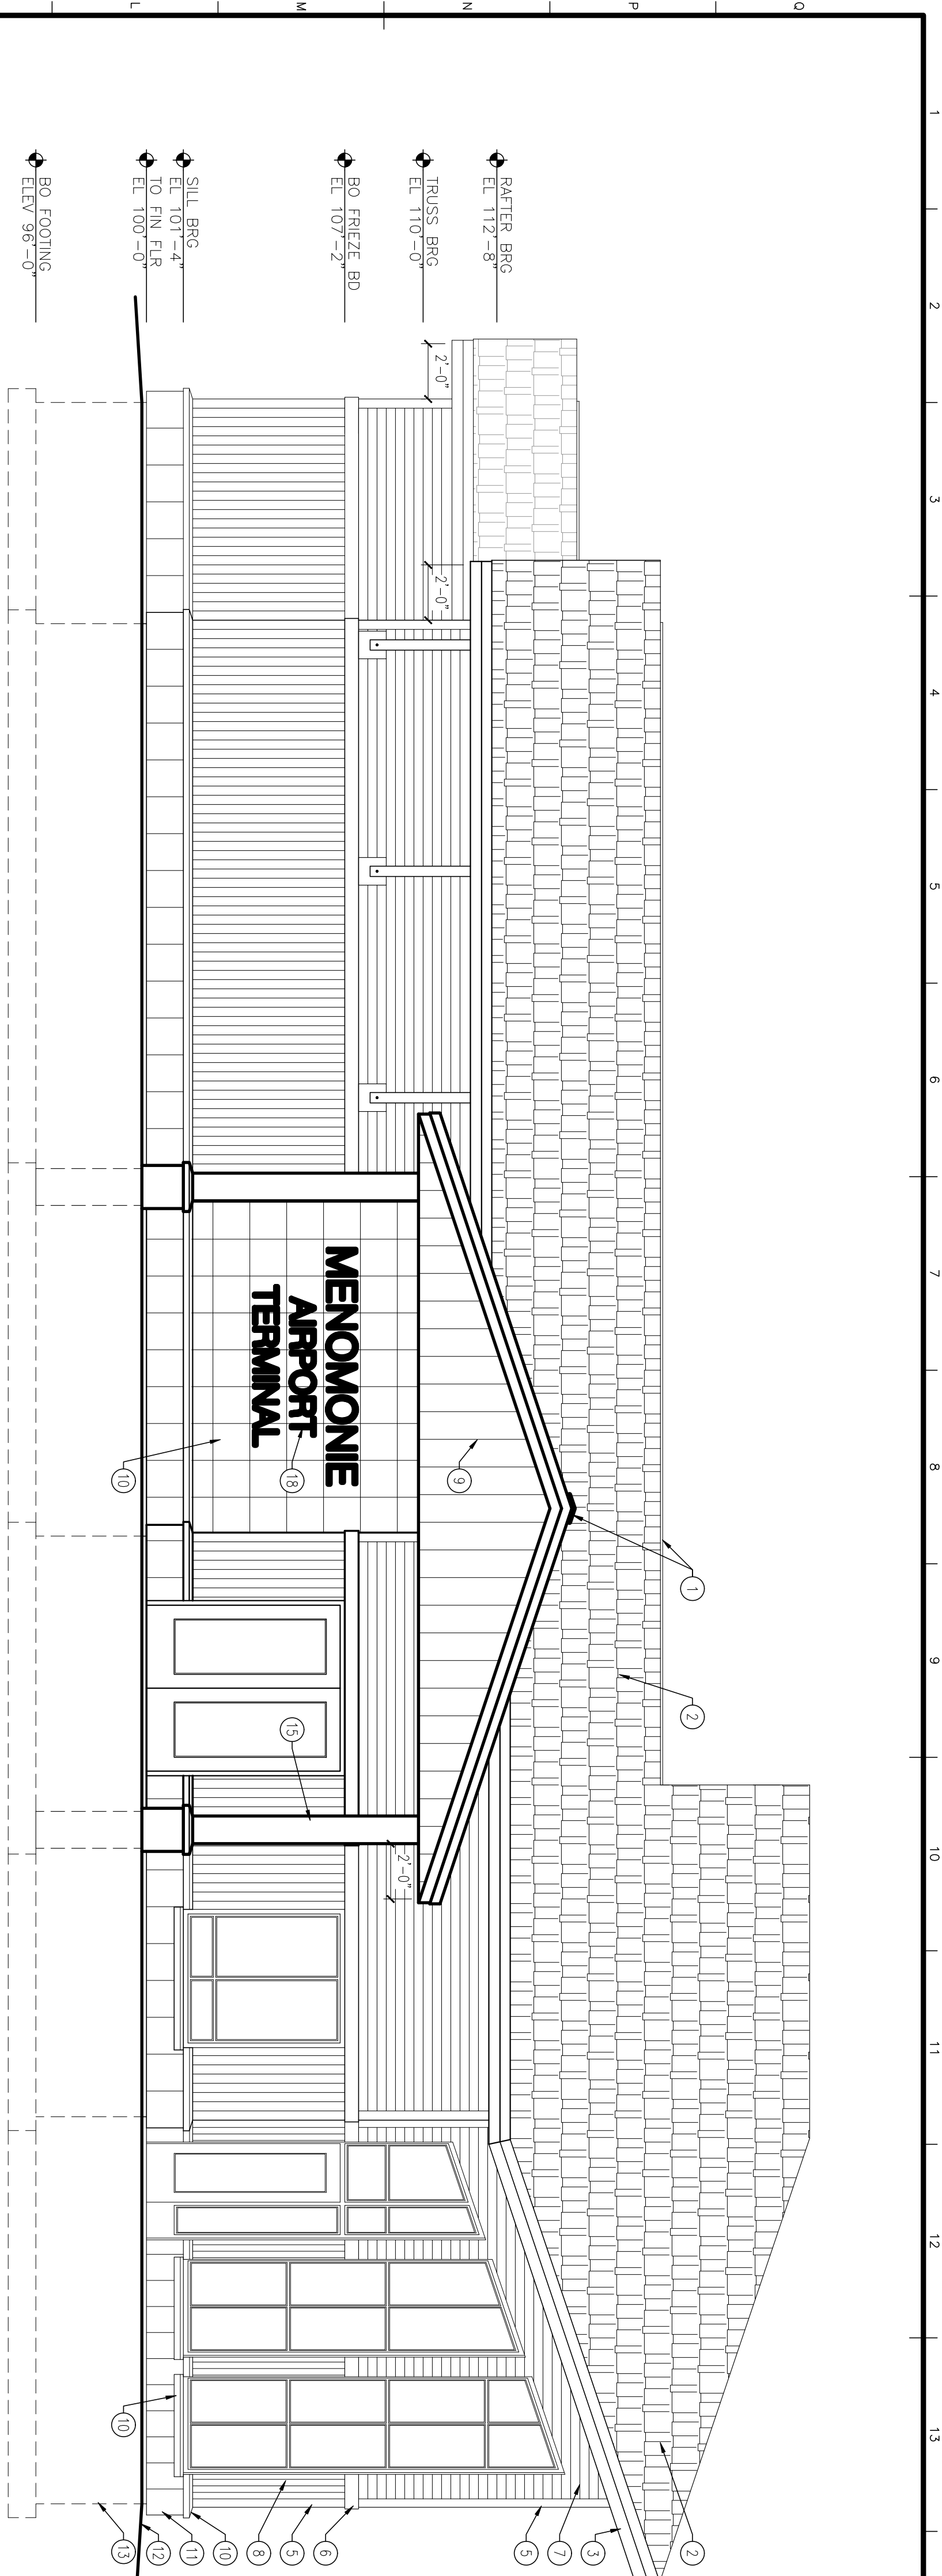 1
2
3
4
5
6
7
8
9
10
11
12
13
Q
P
N
M
L
RAFTER BRG
EL 112'-8"
TRUSS BRG
EL 110'-0"
BO FRIEZE BD
EL 107'-2"
SILL BRG
EL 101'-4"
TO FIN FLR
EL 100'-0"
BO FOOTING
ELEV 96'-0"
2'-0"
2'-0"
2'-0"
MENOMONIE
AIRPORT
TERMINAL
1
2
2
9
18
10
15
10
3
7
5
6
5
8
10
11
12
13